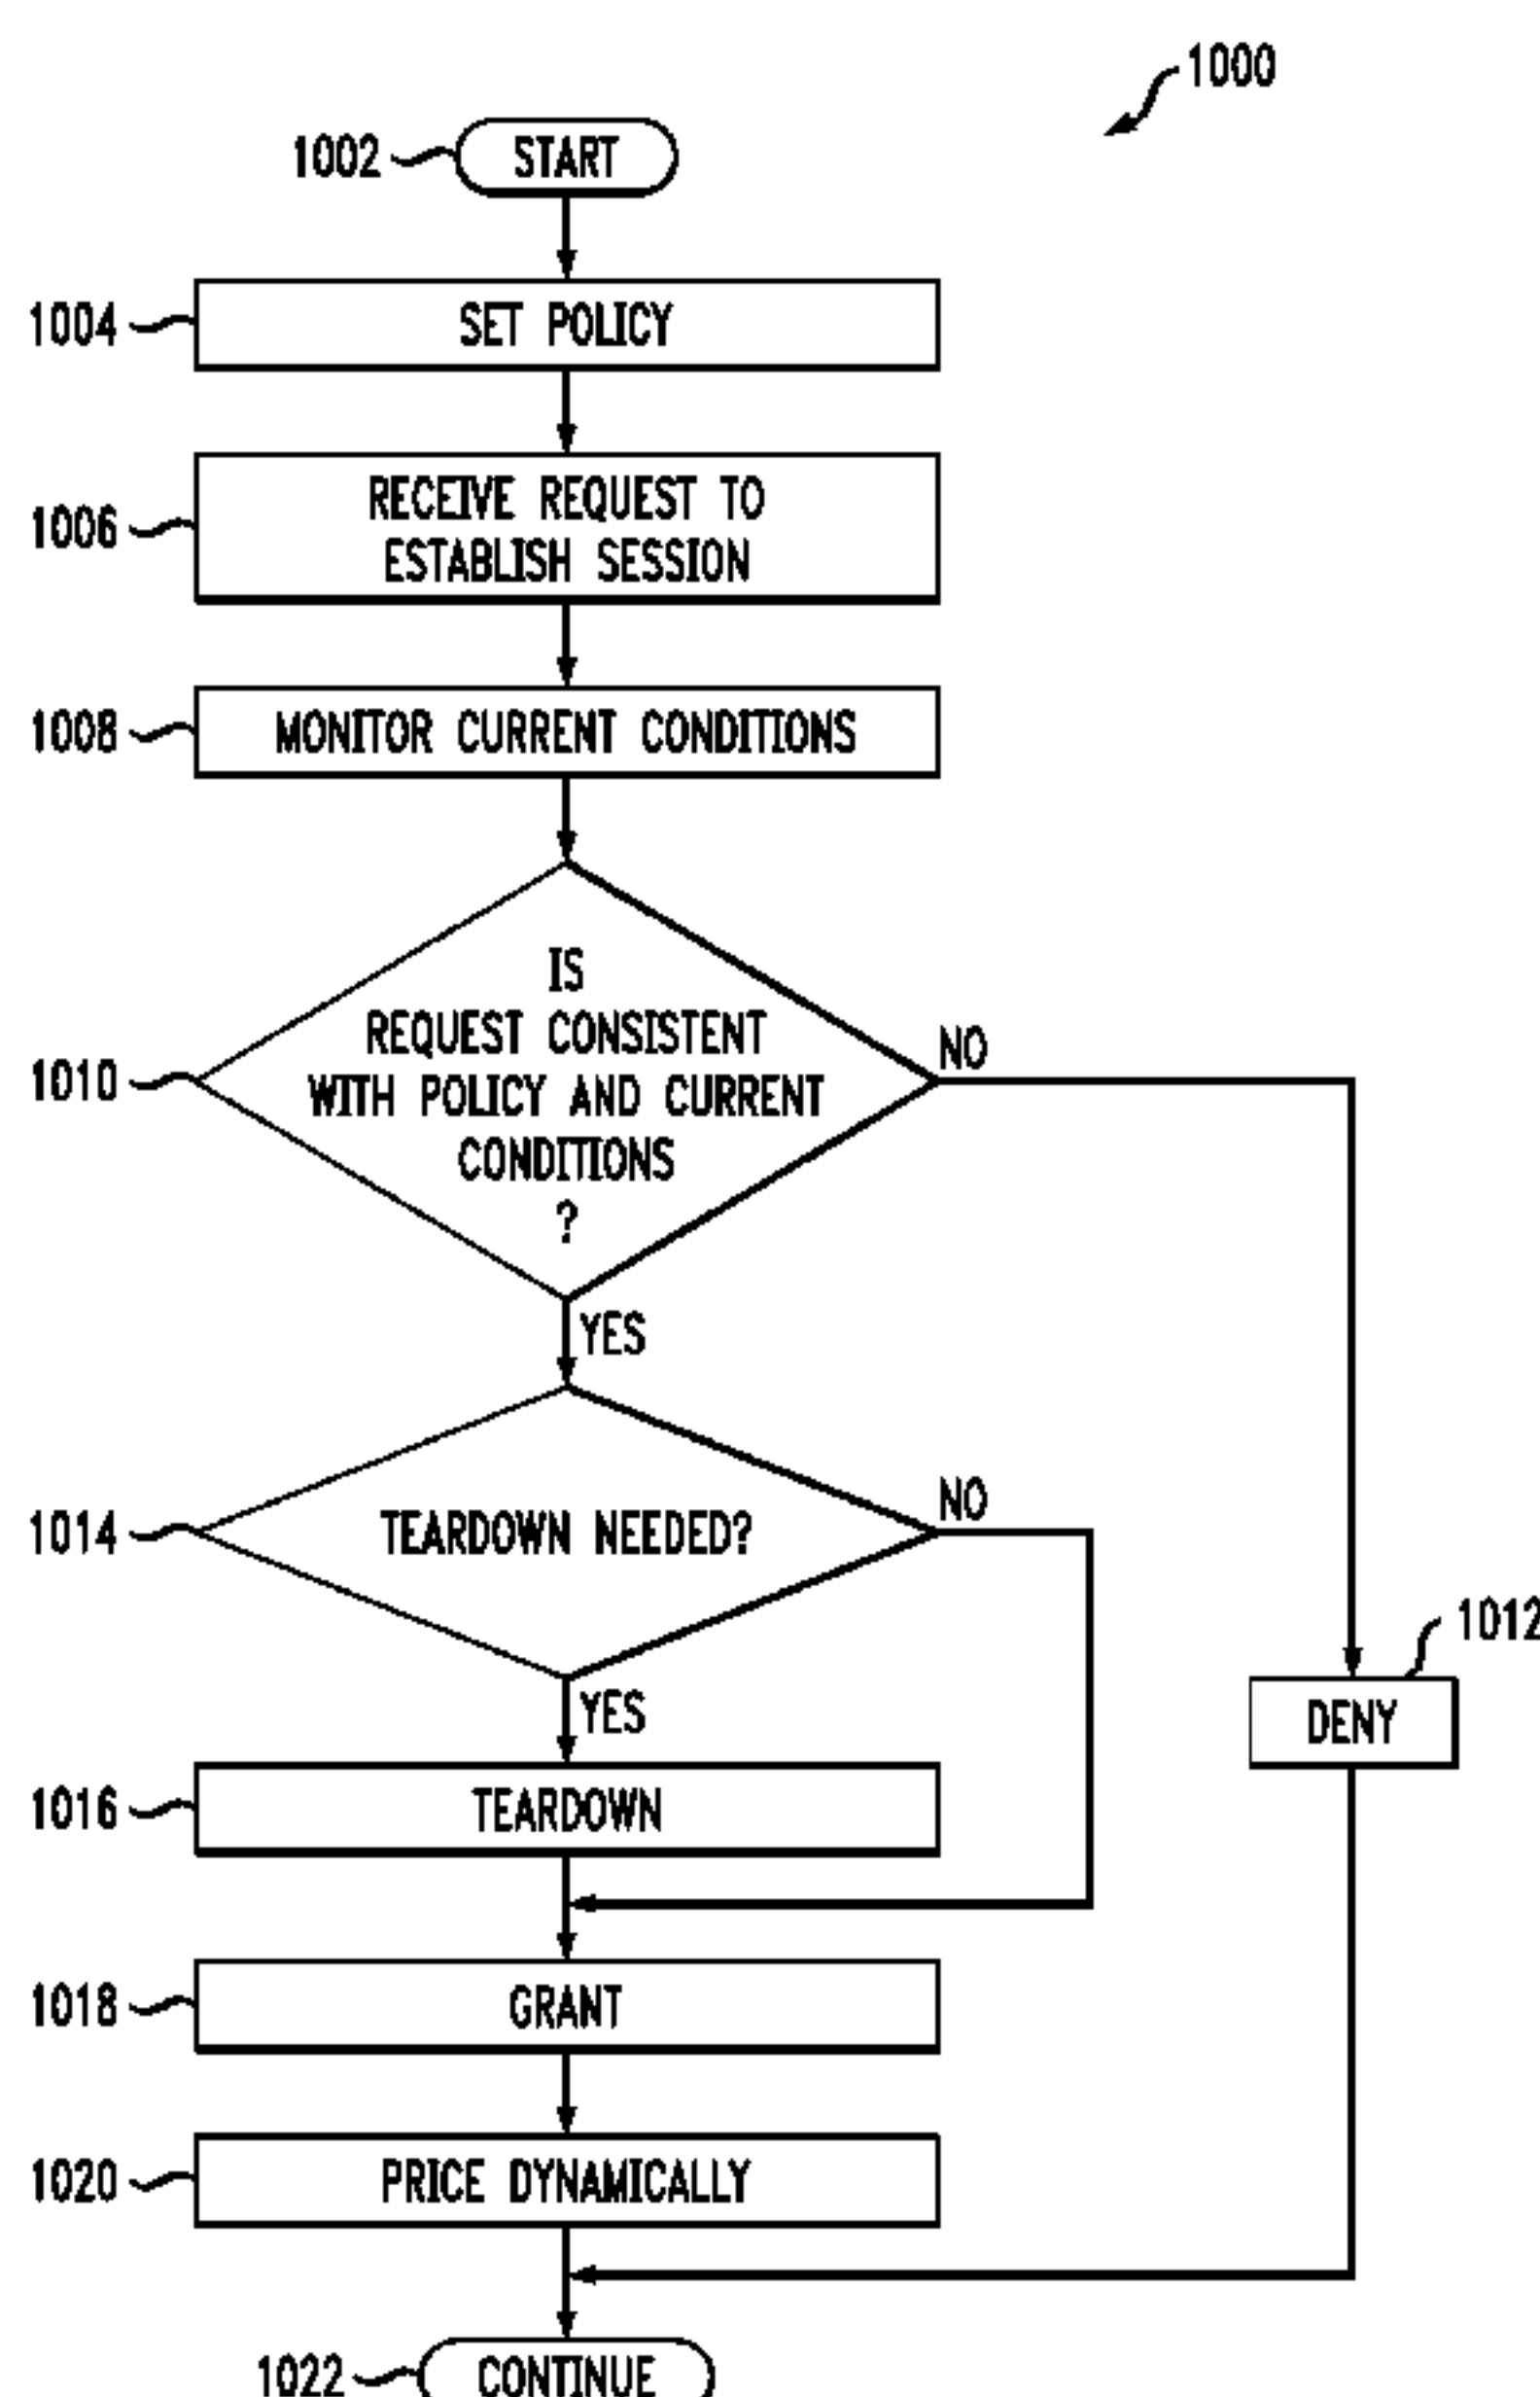 1000
1002
START
1004
SET POLICY
1006
RECEIVE REQUEST TO
ESTABLISH SESSION
1008
MONITOR CURRENT CONDITIONS
1010
IS
REQUEST CONSISTENT
WITH POLICY AND CURRENT
CONDITIONS
?
NO
YES
1014
TEARDOWN NEEDED?
NO
YES
1012
DENY
1016
TEARDOWN
1018
GRANT
1020
PRICE DYNAMICALLY
1022
CONTINUE